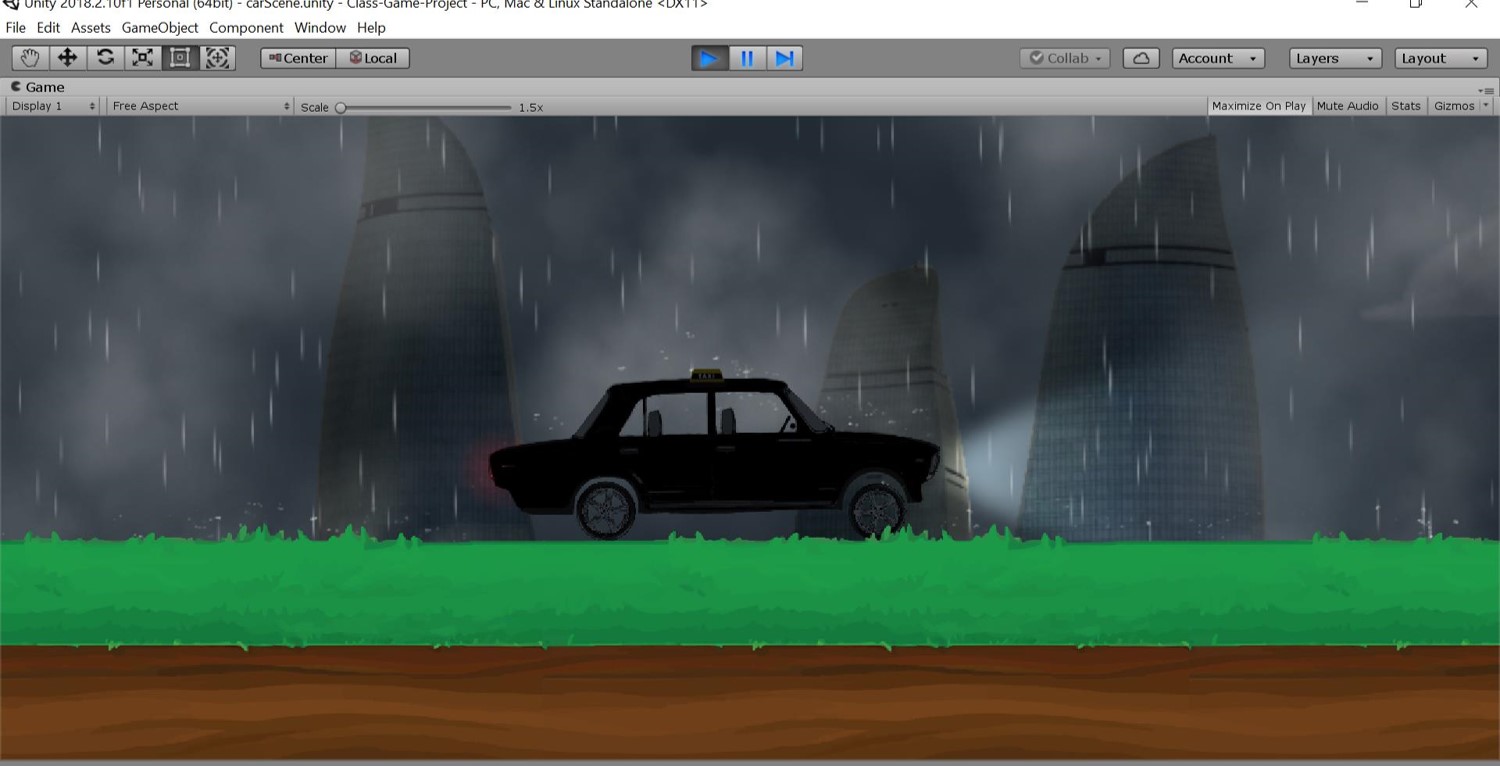 Unity 2018.2.10f1 Personal (64bit) - carScene.unity - Class-Game-Project - PC, Mac & Linux Standalone <DX11>
File Edit Assets GameObject Component Window Help
Center Local Collab Account Layers Layout
Game
Display 1 Free Aspect Scale 1.5x Maximize On Play Mute Audio Stats Gizmos
TAXI